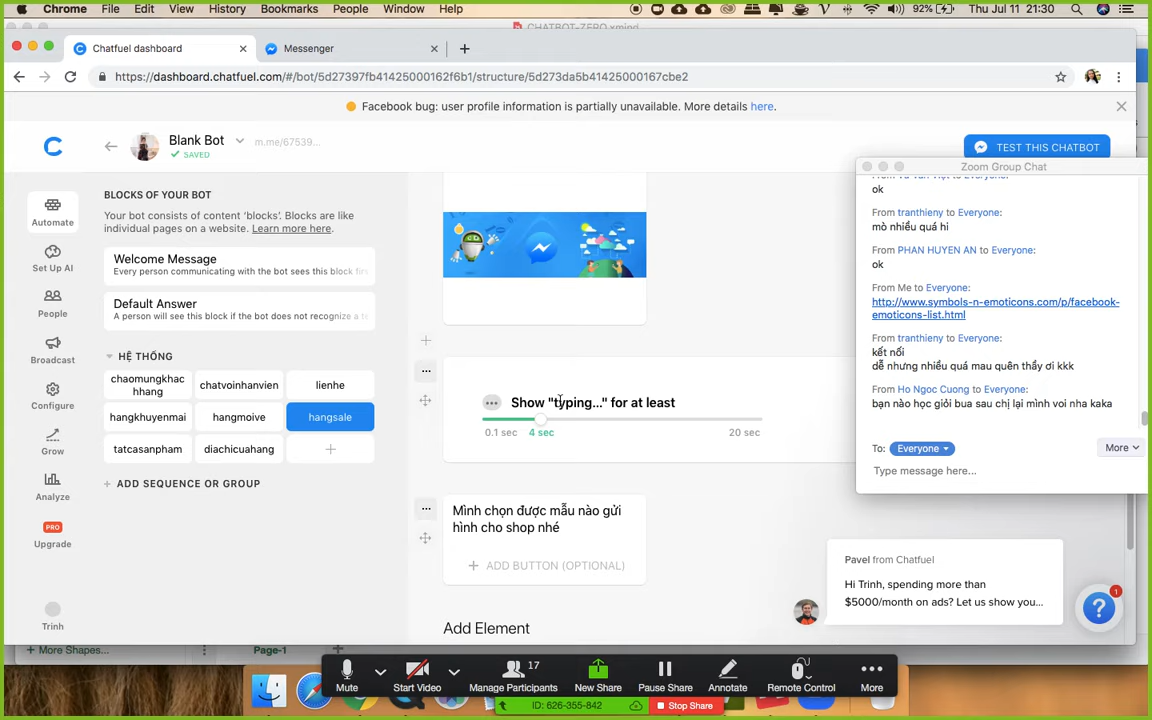 Chrome File Edit View History Bookmarks People Window Help 92% Thu Jul 11 21:30
CHATBOT-ZERO.xmind
Chatfuel dashboard
Messenger
https://dashboard.chatfuel.com/#/bot/5d27397fb41425000162f6b1/structure/5d273da5b41425000167cbe2
Facebook bug: user profile information is partially unavailable. More details here.
Blank Bot
SAVED
m.me/67539...
TEST THIS CHATBOT
Automate
Set Up AI
People
Broadcast
Configure
Grow
Analyze
PRO
Upgrade
Trinh
BLOCKS OF YOUR BOT
Your bot consists of content ‘blocks’. Blocks are
like individual pages on a website. Learn more here.
Welcome Message
Every person communicating with the bot sees this block
Default Answer
A person will see this block if the bot does not recognize a
HỆ THỐNG
chaomungkhac
hhang
chatvoinhanvien
lienhe
hangkhuyenmai
hangmoive
hangsale
tatcasanpham
diachicuahang
ADD SEQUENCE OR GROUP
Show "typing..." for at least
0.1 sec 4 sec 20 sec
Mình chọn được mẫu nào gửi
hình cho shop nhé
ADD BUTTON (OPTIONAL)
Add Element
Zoom Group Chat
ok
From tranthieny to Everyone:
mò nhiều quá hi
From PHAN HUYEN AN to Everyone:
ok
From Me to Everyone:
http://www.symbols-n-emoticons.com/p/facebook-
emoticons-list.html
From tranthieny to Everyone:
kết nối
dễ nhưng nhiều quá mau quên thầy ơi kkk
From Ho Ngoc Cuong to Everyone:
bạn nào học giỏi bua sau chị lại mình voi nha kaka
To: Everyone
More
Type message here...
Pavel from Chatfuel
Hi Trinh, spending more than
$5000/month on ads? Let us show you...
1
+ More Shapes...
Page-1
Mute
Start Video
17
Manage Participants
New Share
Pause Share
Annotate
Remote Control
More
ID: 626-355-842
Stop Share